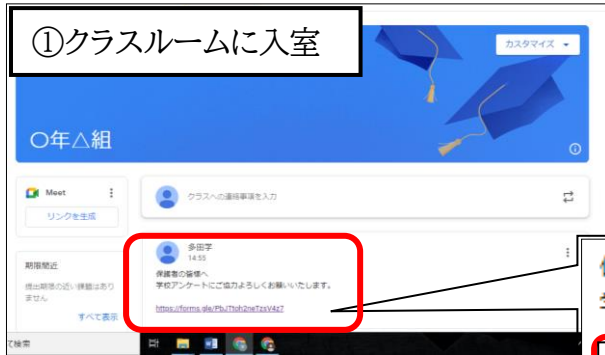 ①クラスルームに入室
カスタマイズ
〇年△組
Meet
リンクを生成
クラスへの連絡事項を入力
期限間近
提出期限の近い課題はあり
ません
すべて表示
多田学
14:55
保護者の皆様へ
学校アンケートにご協力よろしくお願いいたします。
https://forms.gle/PbJTtoh2neTzsV4z7
て検索